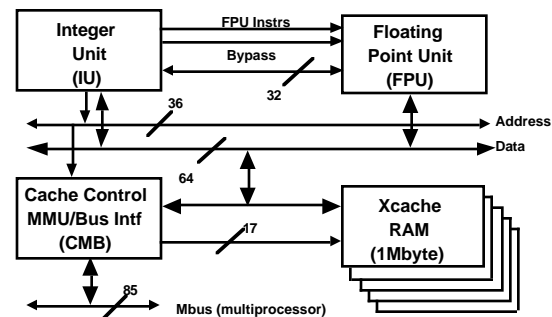 Integer
Unit
(IU)
FPU Instrs
Bypass
32
Floating
Point Unit
(FPU)
36
Address
Data
64
Cache Control
MMU/Bus Intf
(CMB)
17
Xcache
RAM
(1Mbyte)
85
Mbus (multiprocessor)